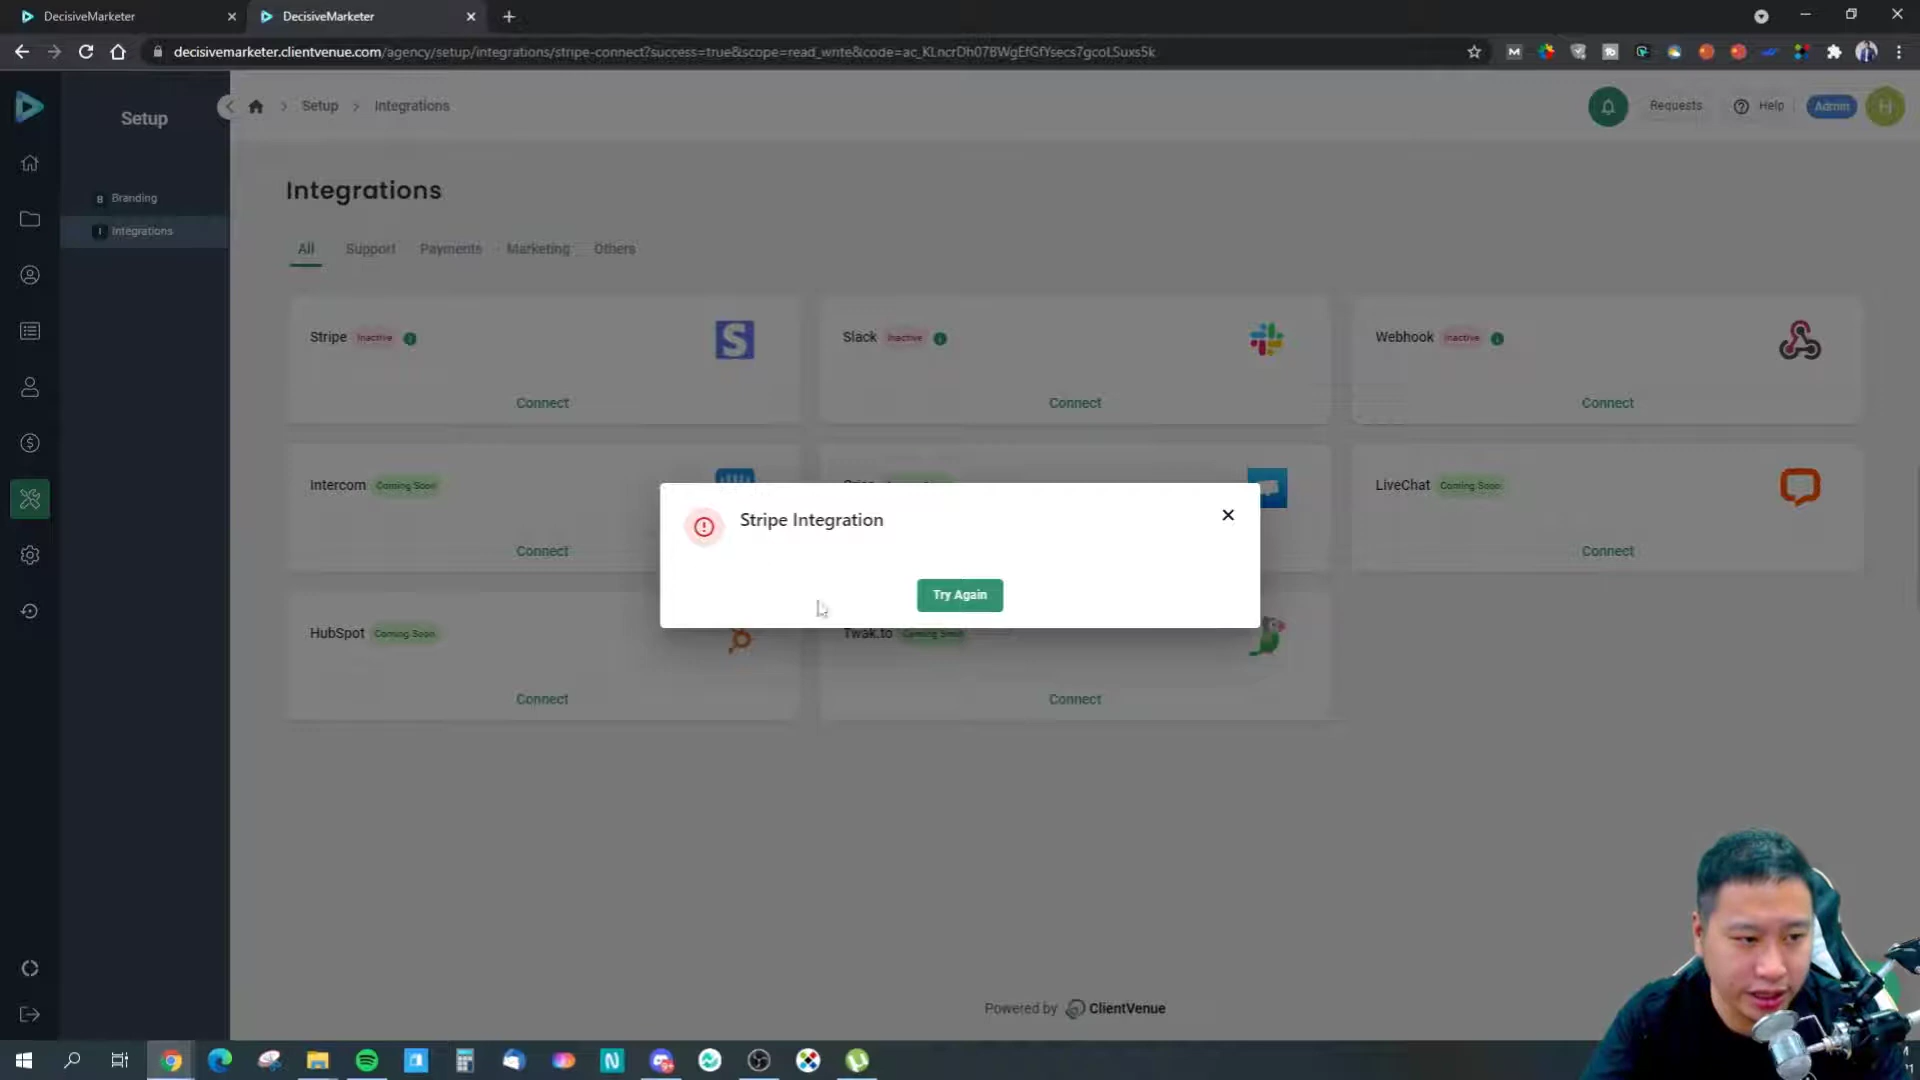 DecisiveMarketer
DecisiveMarketer
decisivemarketer.clientvenue.com/agency/setup/integrations/stripe-connect?success=true&scope=read_write&code=ac_KLncrDh078WgEfGfYsecs7gcoLSuxs5k
Setup
Setup
Integrations
Requests
Help
Admin
H
B Branding
I Integrations
Integrations
All
Support
Payments
Marketing
Others
Stripe Inactive
Connect
Slack Inactive
Connect
Webhook Inactive
Connect
Intercom Coming Soon
Connect
LiveChat Coming Soon
Connect
Stripe Integration
Try Again
HubSpot Coming Soon
Connect
Twak.to Coming Soon
Connect
Powered by ClientVenue